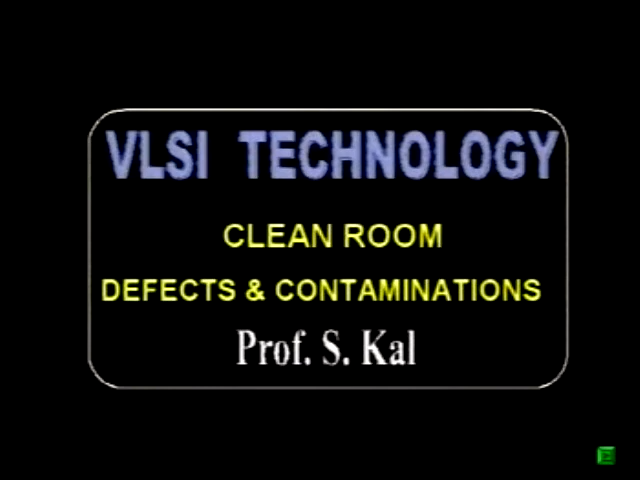 VLSI TECHNOLOGY
CLEAN ROOM
DEFECTS & CONTAMINATIONS
Prof. S. Kal